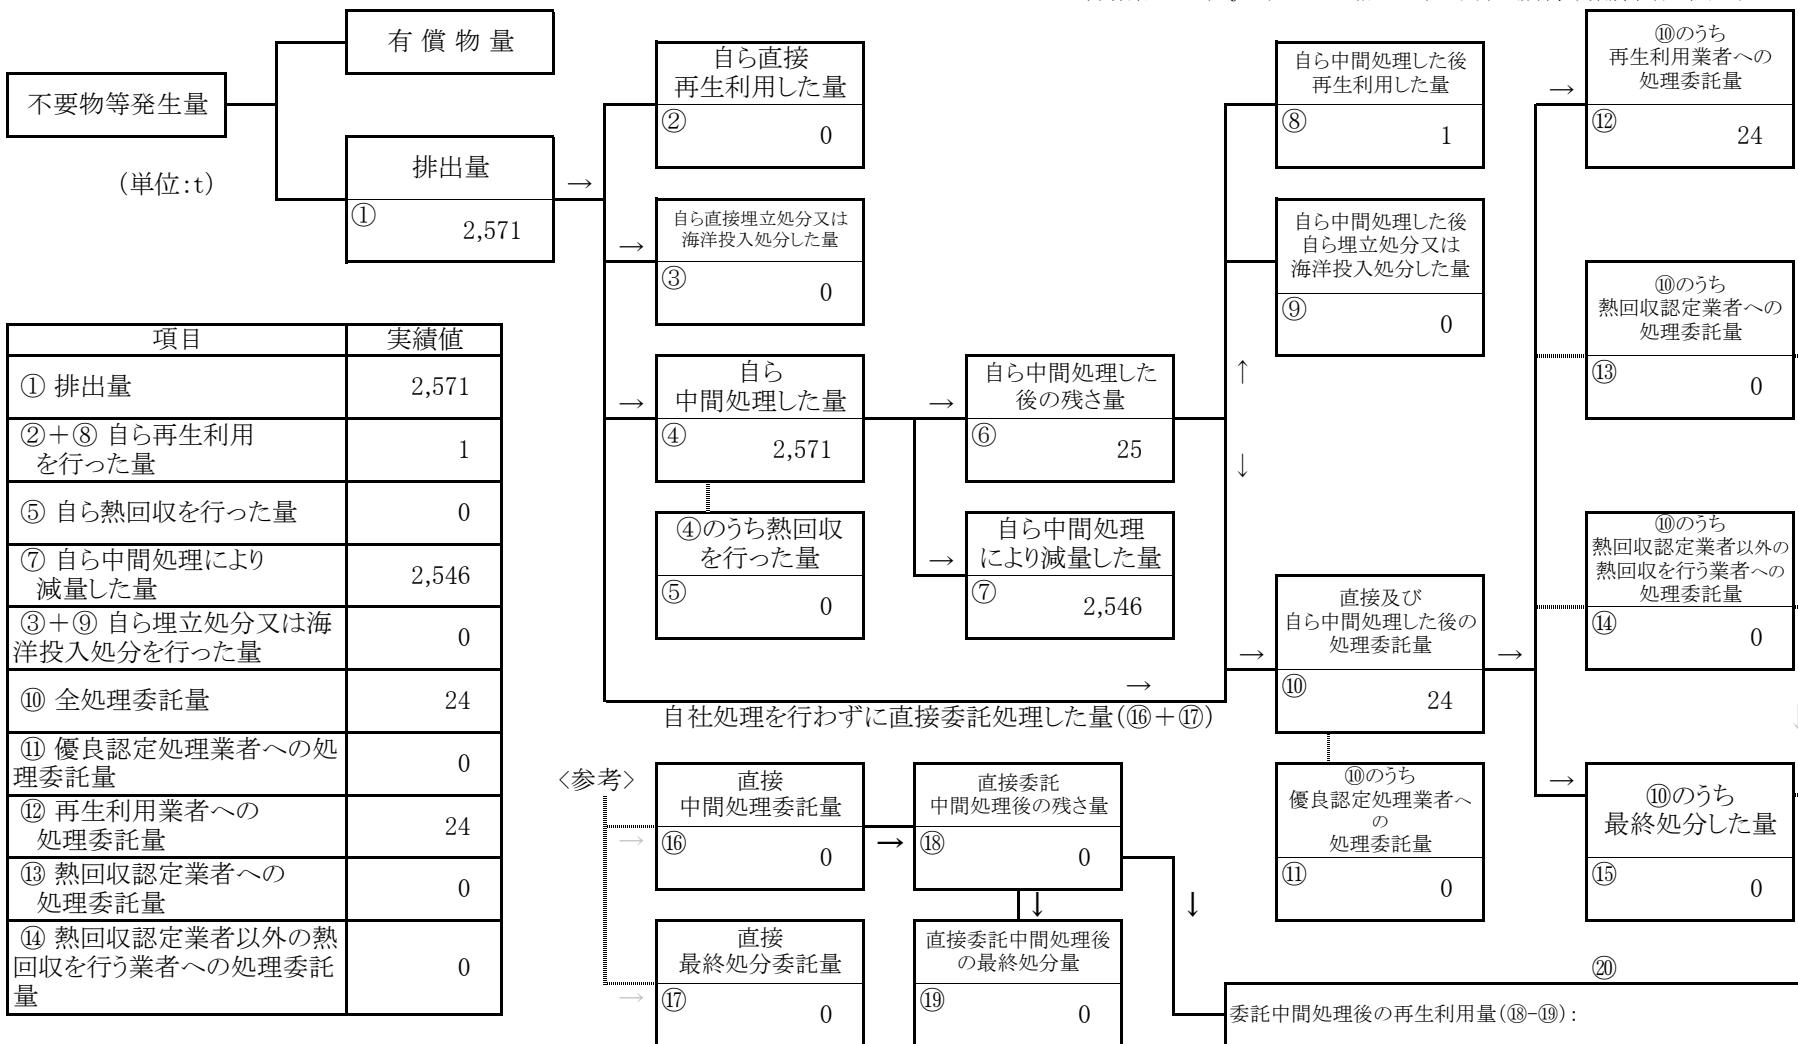 有 償 物 量
不要物等発生量
(単位:t)
排出量
①
2,571
→
自ら直接
再生利用した量
②
0
→
自ら直接埋立処分又は
海洋投入処分した量
③
0
→
自ら
中間処理した量
④
2,571
④のうち熱回収
を行った量
⑤
0
→
自ら中間処理した
後の残さ量
⑥
25
→
自ら中間処理
により減量した量
⑦
2,546
自ら中間処理した後
再生利用した量
⑧
1
自ら中間処理した後
自ら埋立処分又は
海洋投入処分した量
⑨
0
↑
↓
→
直接及び
自ら中間処理した後の
処理委託量
⑩
24
→
⑩のうち
優良認定処理業者へ
の
処理委託量
⑪
0
→
⑩のうち
再生利用業者への
処理委託量
⑫
24
⑩のうち
熱回収認定業者への
処理委託量
⑬
0
⑩のうち
熱回収認定業者以外の
熱回収を行う業者への
処理委託量
⑭
0
→
⑩のうち
最終処分した量
⑮
0
→
自社処理を行わずに直接委託処理した量(⑯+⑰)
項目 実績値
① 排出量 2,571
②+⑧ 自ら再生利用
を行った量 1
⑤ 自ら熱回収を行った量 0
⑦ 自ら中間処理により
減量した量 2,546
③+⑨ 自ら埋立処分又は海
洋投入処分を行った量 0
⑩ 全処理委託量 24
⑪ 優良認定処理業者への処
理委託量 0
⑫ 再生利用業者への
処理委託量 24
⑬ 熱回収認定業者への
処理委託量 0
⑭ 熱回収認定業者以外の熱
回収を行う業者への処理委託
量 0
<参考>
→
直接
中間処理委託量
⑯
0
→
直接委託
中間処理後の残さ量
⑱
0
↓
↓
→
直接
最終処分委託量
⑰
0
直接委託中間処理後
の最終処分量
⑲
0
⑳
委託中間処理後の再生利用量(⑱-⑲):